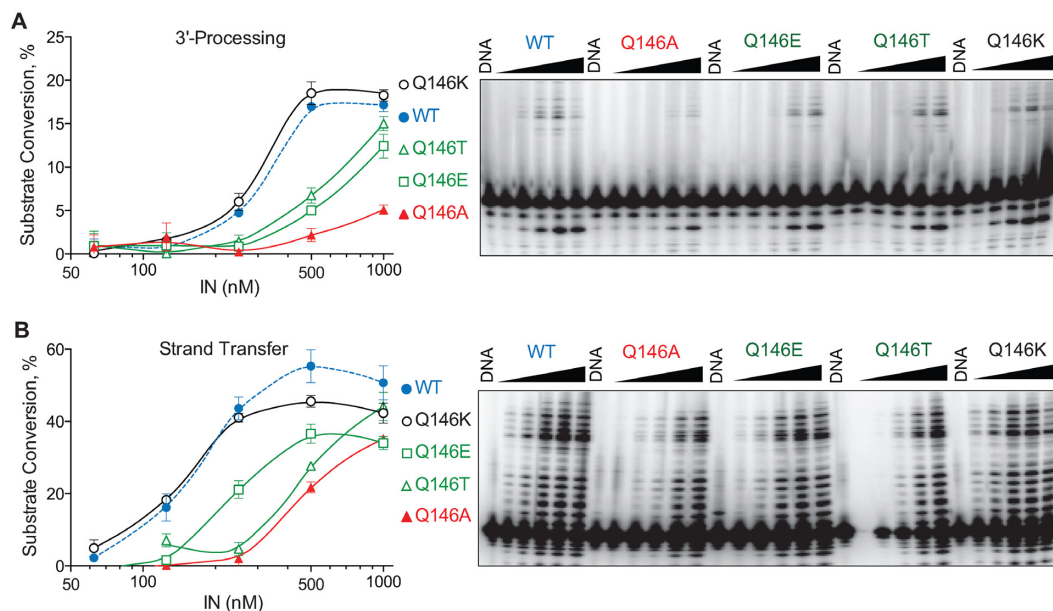 A
3'-Processing
Substrate Conversion, %
25
20
15
10
5
0
50
100
500
1000
IN (nM)
Q146K
WT
Q146T
Q146E
Q146A
DNA
WT
DNA
Q146A
DNA
Q146E
DNA
Q146T
DNA
Q146K
B
Strand Transfer
Substrate Conversion, %
60
40
20
0
50
100
500
1000
IN (nM)
WT
Q146K
Q146E
Q146T
Q146A
DNA
WT
DNA
Q146A
DNA
Q146E
DNA
Q146T
DNA
Q146K